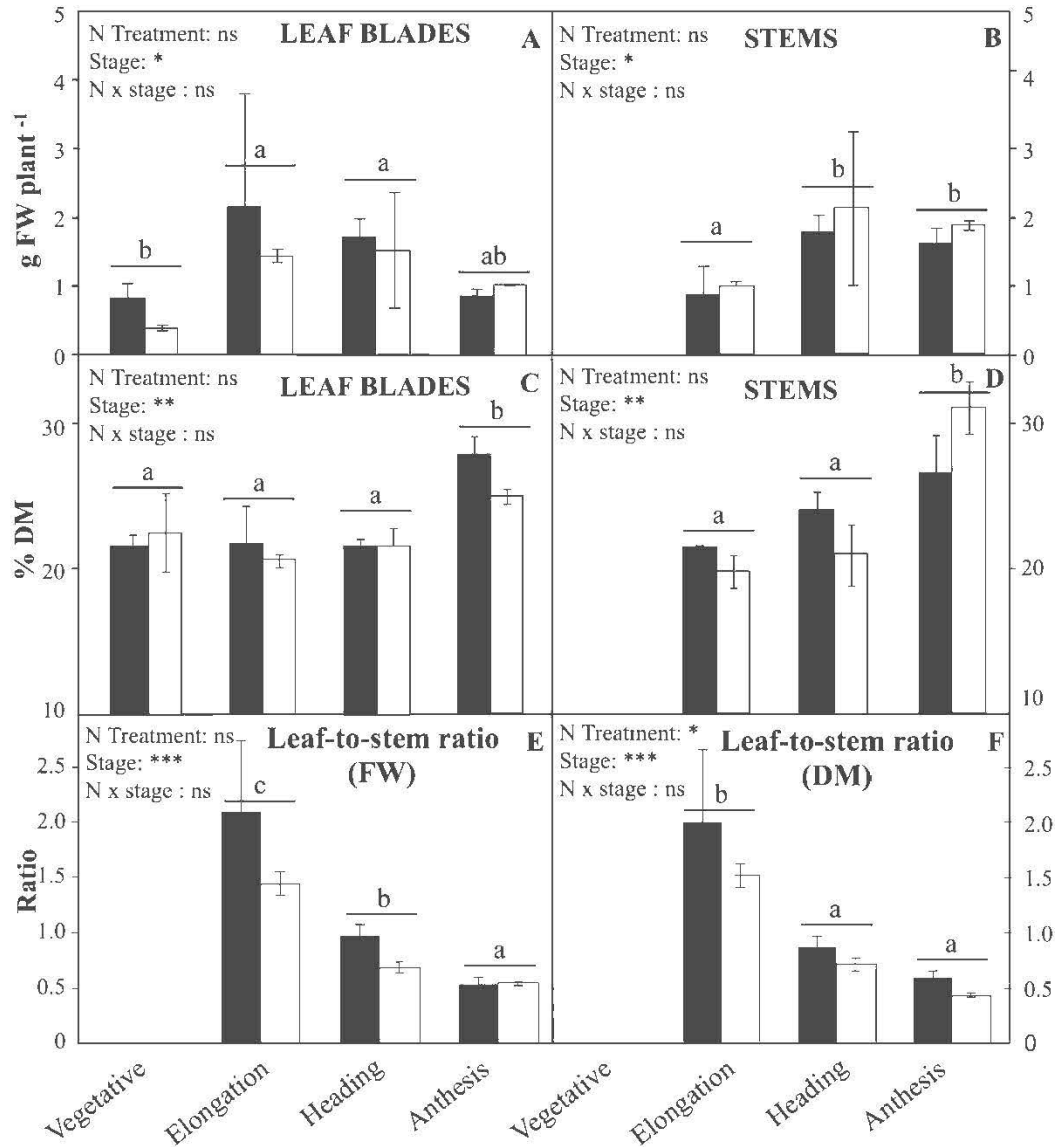 5
4
3
2
1
0
g FW plant -1
N Treatment: ns
Stage: *
N x stage : ns
LEAF BLADES
A
b
a
a
ab
N Treatment: ns
Stage: *
N x stage : ns
STEMS
B
a
b
b
5
4
3
2
1
0
30
20
10
% DM
N Treatment: ns
Stage: **
N x stage : ns
LEAF BLADES
C
a
a
a
b
N Treatment: ns
Stage: **
N x stage : ns
STEMS
D
a
a
b
30
20
10
2.5
2.0
1.5
1.0
0.5
0
Ratio
N Treatment: ns
Stage: ***
N x stage : ns
Leaf-to-stem ratio
(FW)
E
c
b
a
N Treatment: *
Stage: ***
N x stage : ns
Leaf-to-stem ratio
(DM)
F
b
a
a
2.5
2.0
1.5
1.0
0.5
0
Vegetative
Elongation
Heading
Anthesis
Vegetative
Elongation
Heading
Anthesis